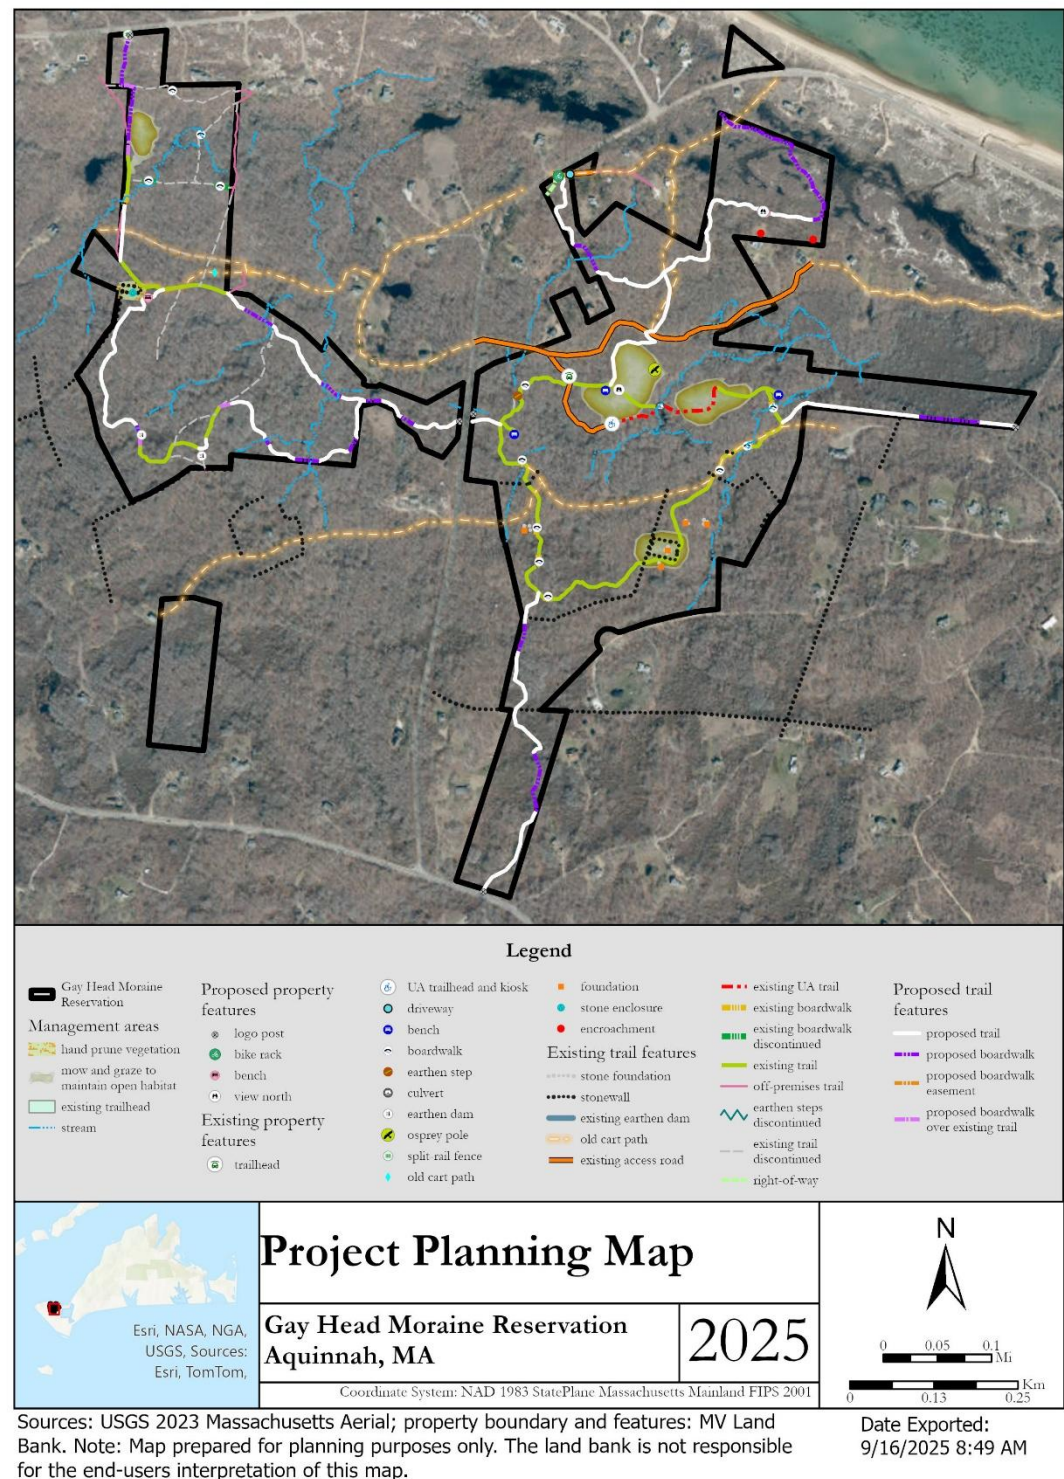 Legend
Gay Head Moraine
Reservation
Management areas
hand prune vegetation
mow and graze to
maintain open habitat
existing trailhead
stream
Proposed property
features
logo post
bike rack
bench
view north
Existing property
features
trailhead
UA trailhead and kiosk
driveway
bench
boardwalk
earthen step
culvert
earthen dam
osprey pole
split-rail fence
old cart path
foundation
stone enclosure
encroachment
Existing trail features
stone foundation
stonewall
existing earthen dam
old cart path
existing access road
existing UA trail
existing boardwalk
existing boardwalk
discontinued
existing trail
off-premises trail
earthen steps
discontinued
existing trail
discontinued
right-of-way
Proposed trail
features
proposed trail
proposed boardwalk
proposed boardwalk
easement
proposed boardwalk
over existing trail
Esri, NASA, NGA,
USGS, Sources:
Esri, TomTom,
Project Planning Map
Gay Head Moraine Reservation
Aquinnah, MA
2025
Coordinate System: NAD 1983 StatePlane Massachusetts Mainland FIPS 2001
N
0 0.05 0.1
Mi
Km
0 0.13 0.25
Sources: USGS 2023 Massachusetts Aerial; property boundary and features: MV Land
Bank. Note: Map prepared for planning purposes only. The land bank is not responsible
for the end-users interpretation of this map.
Date Exported:
9/16/2025 8:49 AM